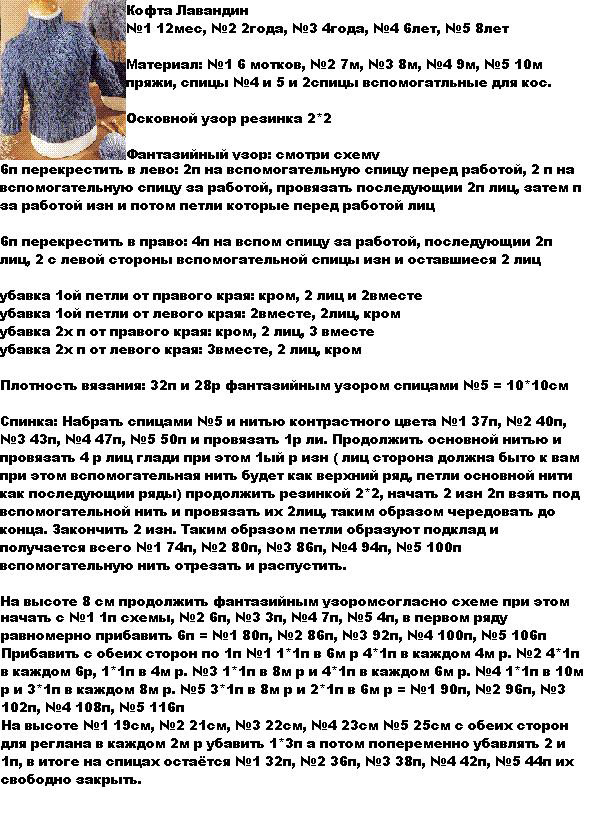 Кофта Лавандин
№1 12мес, №2 2года, №3 4года, №4 6лет, №5 8лет
Материал: №1 6 мотков, №2 7м, №3 8м, №4 9м, №5 10м
пряжи, спицы №4 и 5 и 2спицы вспомогатльные для кос.
Осковной узор резинка 2*2
Фантазийный узор: смотри схему
6п перекрестить в лево: 2п на вспомогательную спицу перед работой, 2 п на
вспомогательную спицу за работой, провязать последующии 2п лиц, затем п
за работой изн и потом петли которые перед работой лиц
6п перекрестить в право: 4п на вспом спицу за работой, последующии 2п
лиц, 2 с левой стороны вспомогательной спицы изн и оставшиеся 2 лиц
убавка 1ой петли от правого края: кром, 2 лиц и 2вместе
убавка 1ой петли от левого края: 2вместе, 2лиц, кром
убавка 2х п от правого края: кром, 2 лиц, 3 вместе
убавка 2х п от левого края: 3вместе, 2 лиц, кром
Плотность вязания: 32п и 28р фантазийным узором спицами №5 = 10*10см
Спинка: Набрать спицами №5 и нитью контрастного цвета №1 37п, №2 40п,
№3 43п, №4 47п, №5 50п и провязать 1р ли. Продолжить основной нитью и
провязать 4 р лиц глади при этом 1ый р изн ( лиц сторона должна быто к вам
при этом вспомогательная нить будет как верхний ряд, петли основной нити
как последующии ряды) продолжить резинкой 2*2, начать 2 изн 2п взять под
вспомогательной нить и провязать их 2лиц, таким образом чередовать до
конца. Закончить 2 изн. Таким образом петли образуют подклад и
получается всего №1 74п, №2 80п, №3 86п, №4 94п, №5 100п
вспомогательную нить отрезать и распустить.
На высоте 8 см продолжить фантазийным узоромсогласно схеме при этом
начать с №1 1п схемы, №2 6п, №3 3п, №4 7п, №5 4п, в первом ряду
равномерно прибавить 6п = №1 80п, №2 86п, №3 92п, №4 100п, №5 106п
Прибавить с обеих сторон по 1п №1 1*1п в 6м р 4*1п в каждом 4м р. №2 4*1п
в каждом 6р, 1*1п в 4м р. №3 1*1п в 8м р и 4*1п в каждом 6м р. №4 1*1п в 10м
р и 3*1п в каждом 8м р. №5 3*1п в 8м р и 2*1п в 6м р = №1 90п, №2 96п, №3
102п, №4 108п, №5 116п
На высоте №1 19см, №2 21см, №3 22см, №4 23см №5 25см с обеих сторон
для реглана в каждом 2м р убавить 1*3п а потом попеременно убавлять 2 и
1п, в итоге на спицах остаётся №1 32п, №2 36п, №3 38п, №4 42п, №5 44п их
свободно закрыть.